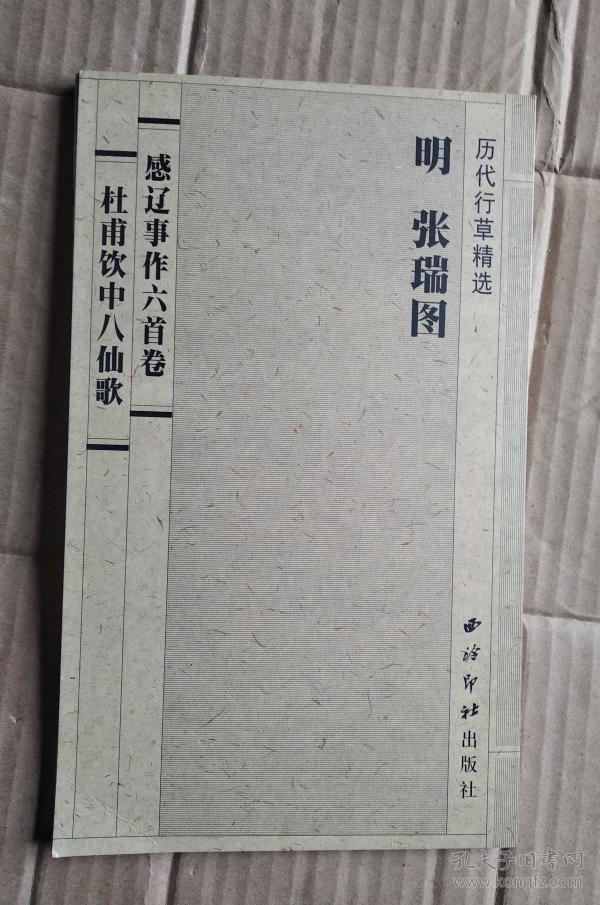 历代行草精选
明 张瑞图
感辽事作六首卷
杜甫饮中八仙歌
西泠印社出版社
孔夫子旧书网
www.kongfz.com